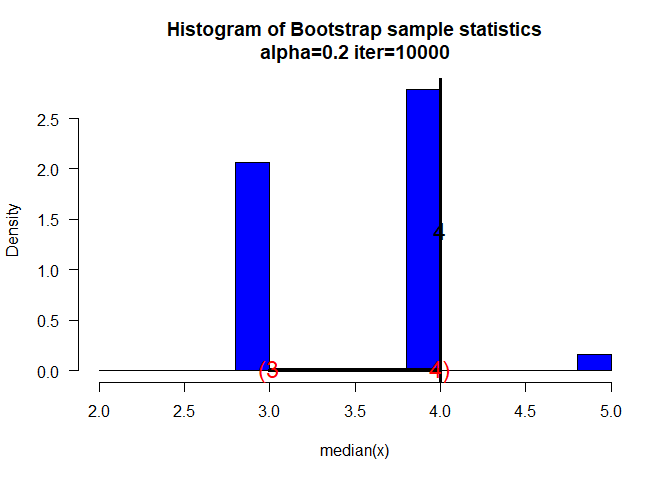 Histogram of Bootstrap sample statistics
alpha=0.2 iter=10000
Density
2.5
2.0
1.5
1.0
0.5
0.0
4
(3
4)
2.0 2.5 3.0 3.5 4.0 4.5 5.0
median(x)